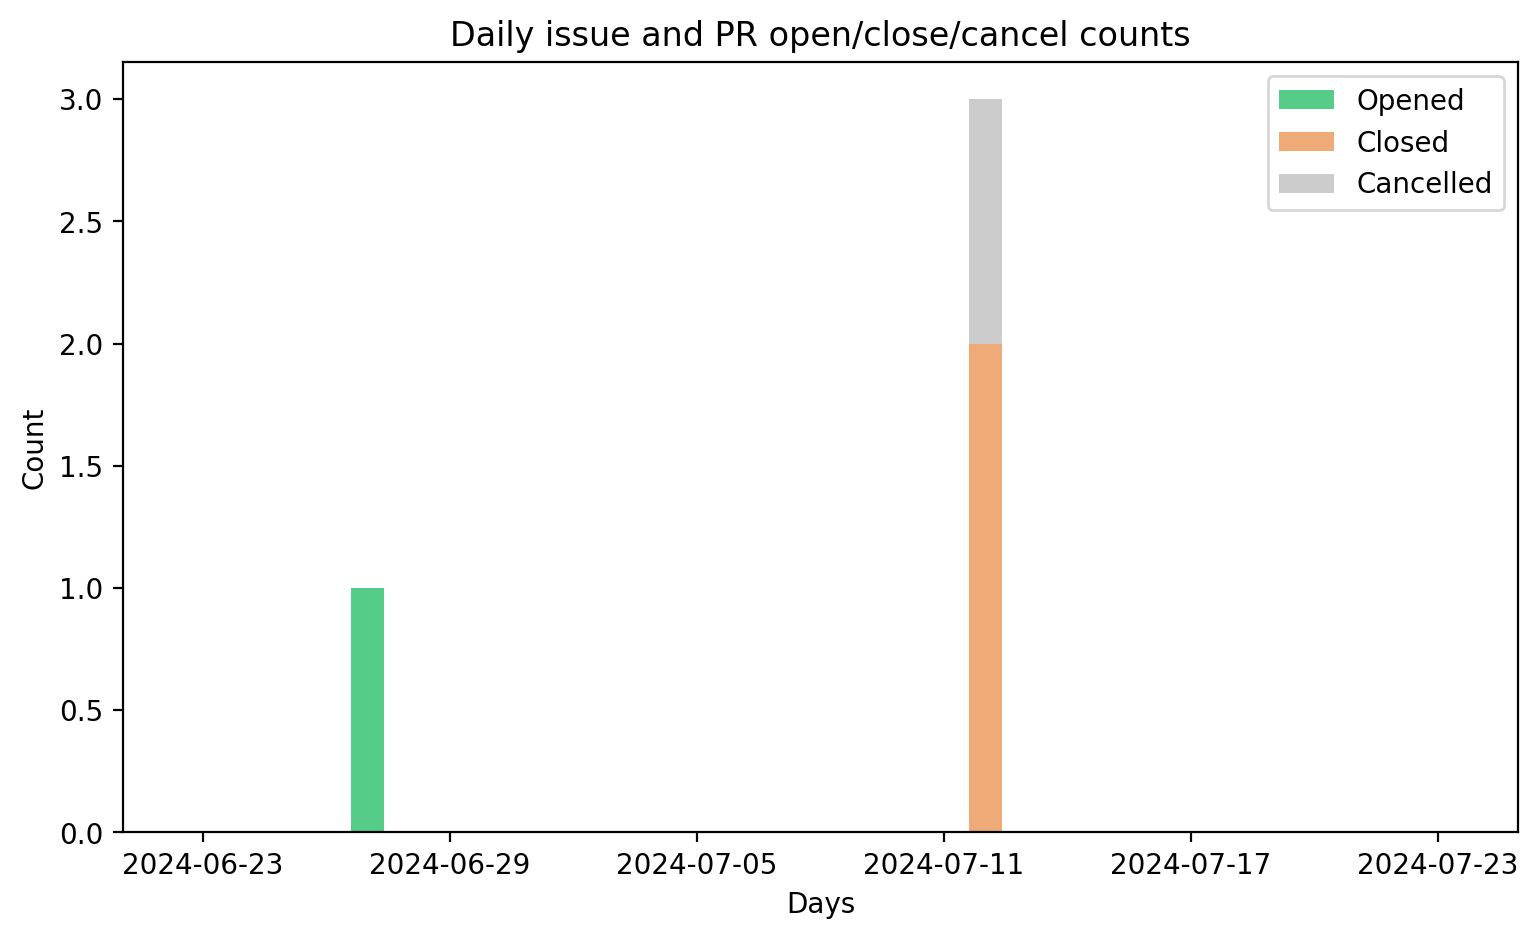 Daily issue and PR open/close/cancel counts
Opened
Closed
Cancelled
Count
3.0
2.5
2.0
1.5
1.0
0.5
0.0
2024-06-23 2024-06-29 2024-07-05 2024-07-11 2024-07-17 2024-07-23
Days